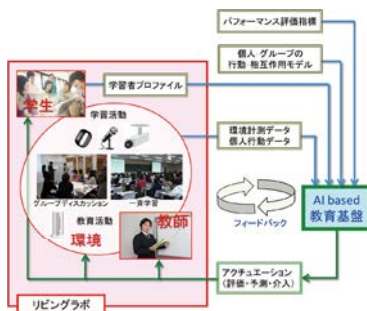 パフォーマンス評価指標
個人・グループの
行動・相互作用モデル
学習者プロファイル
学生
学習活動
環境計測データ
個人行動データ
グループディスカッション
一斉学習
教育活動
環境
教師
フィードバック
AI based
教育基盤
アクチュエーション
(評価・予測・介入)
リビングラボ